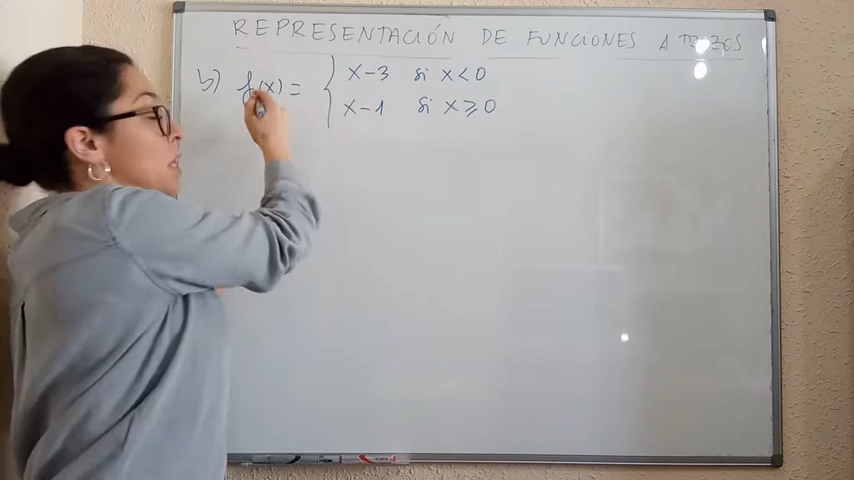 REPRESENTACIÓN DE FUNCIONES A TROZOS
b) f(x) = { x-3 si x<0
x-1 si x⩾0